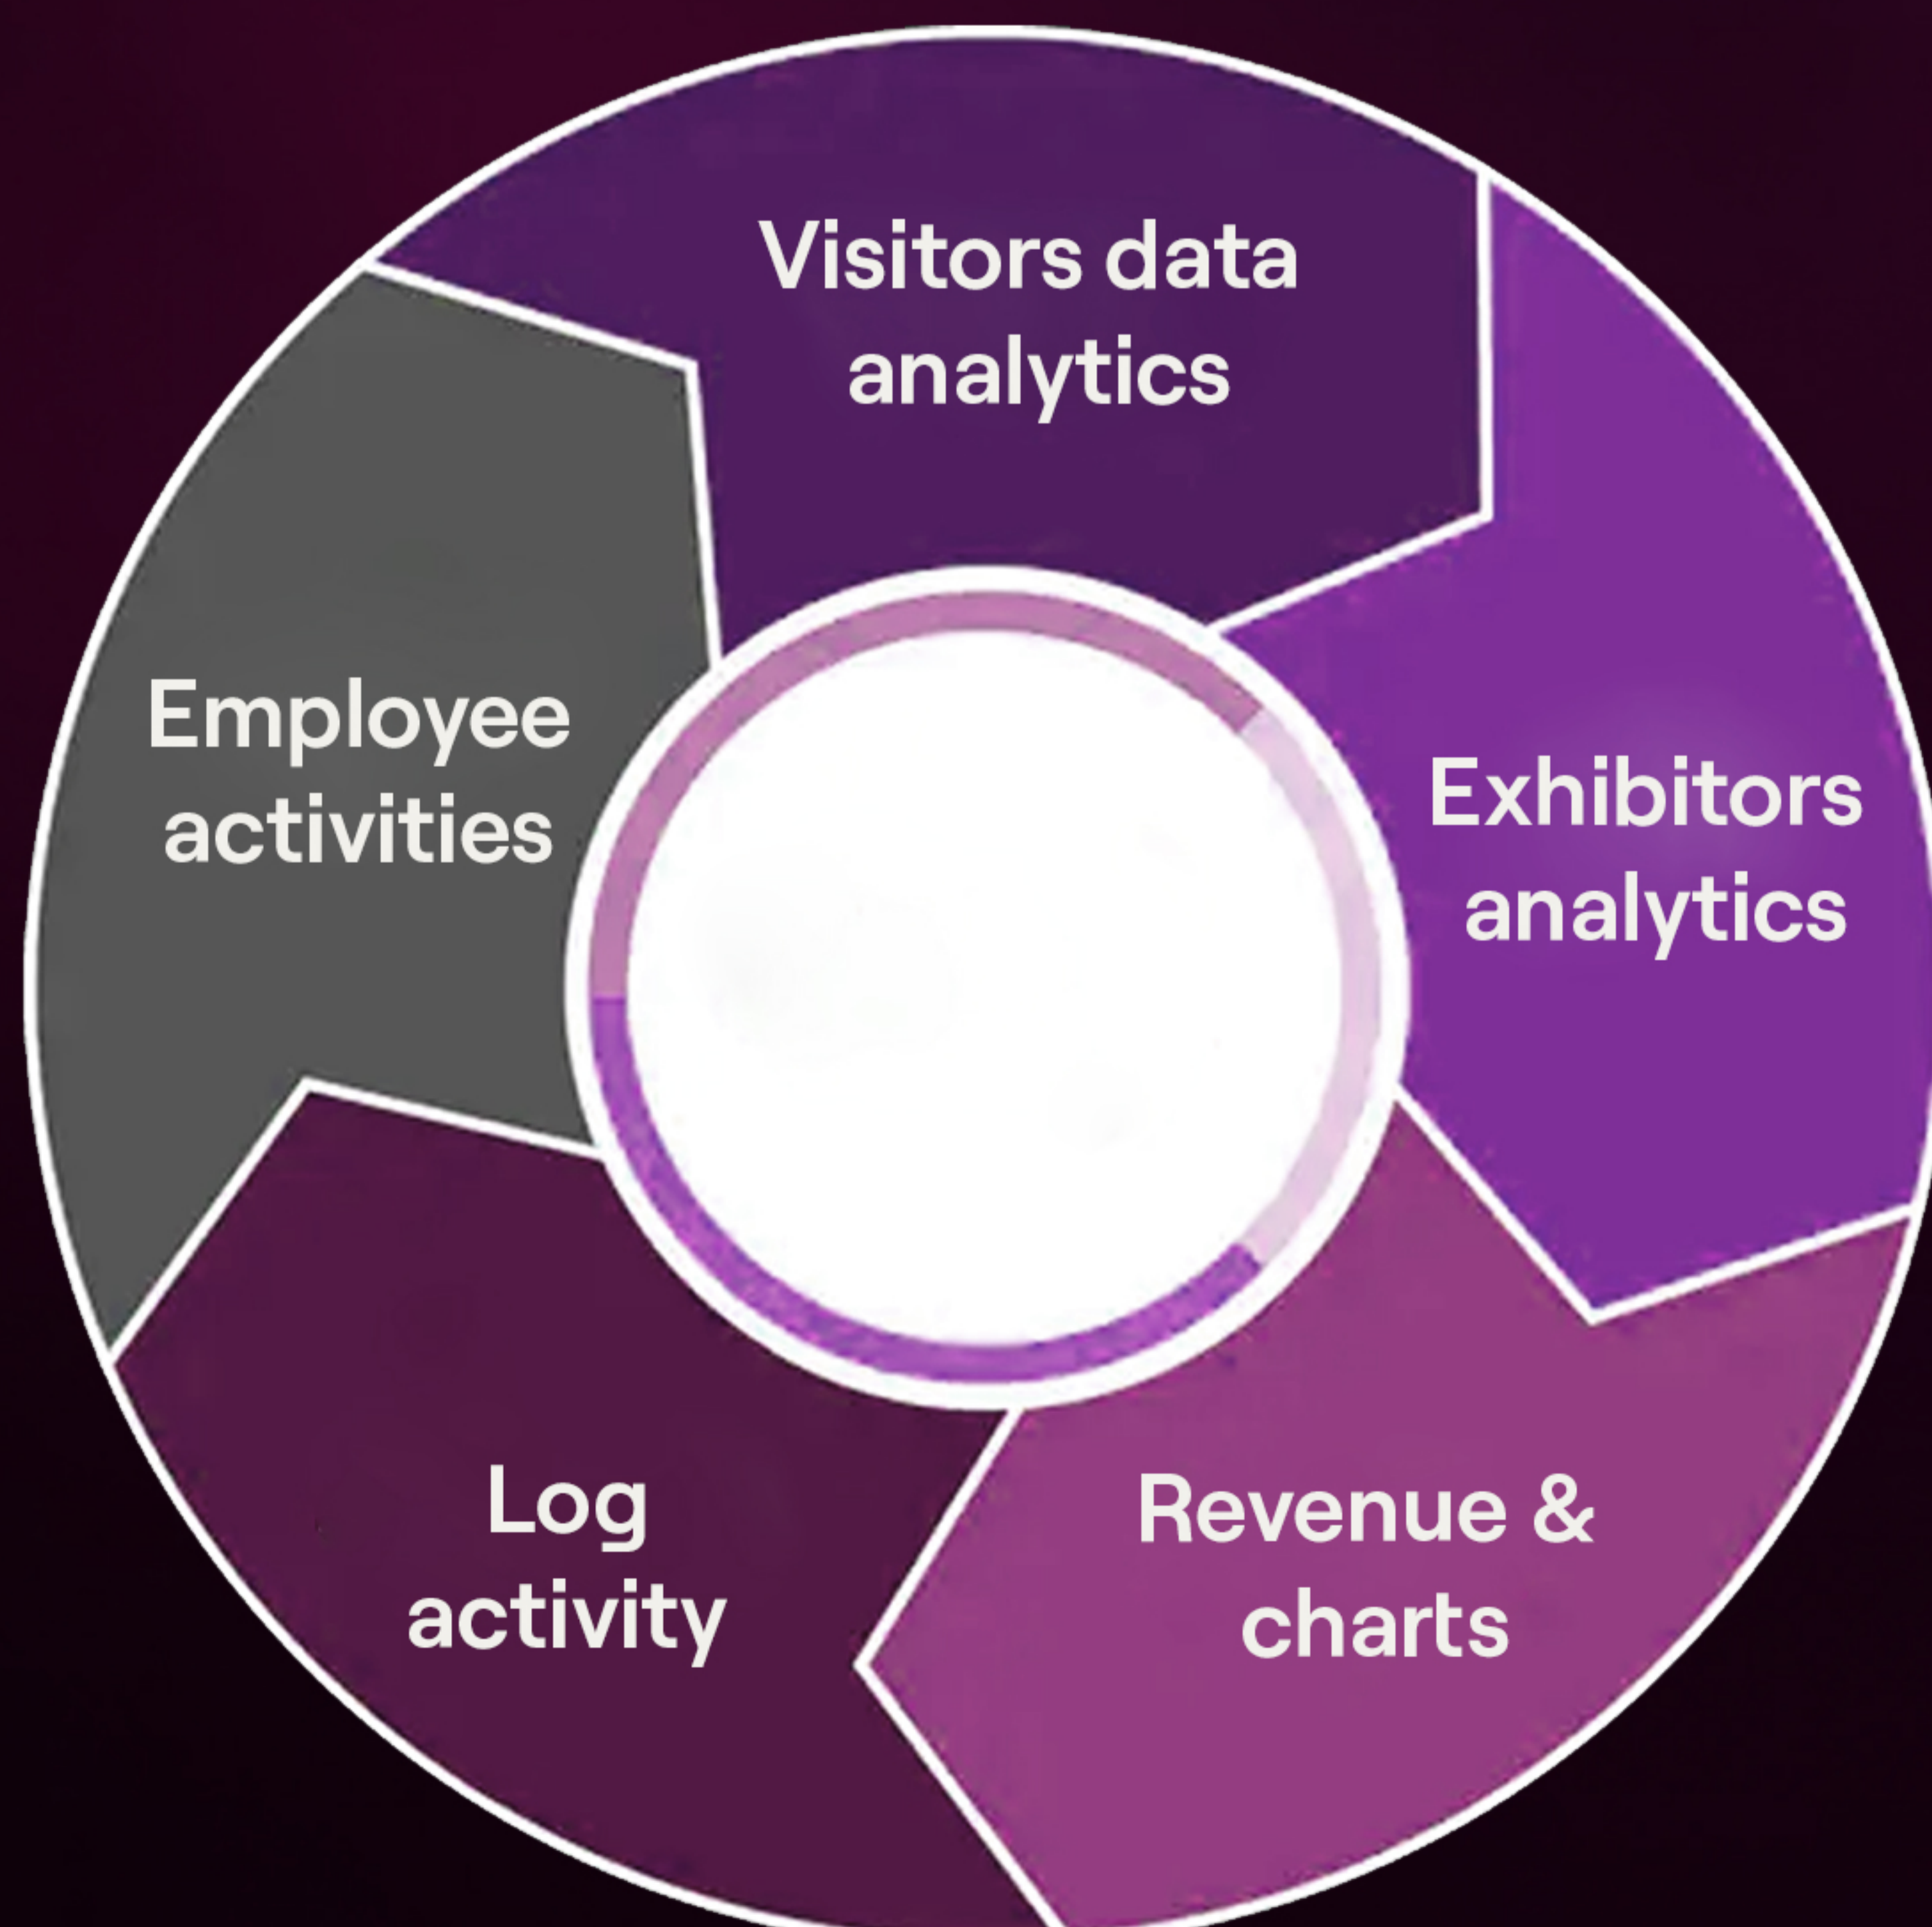 Visitors data
analytics
Employee
activities
Exhibitors
analytics
Log
activity
Revenue &
charts